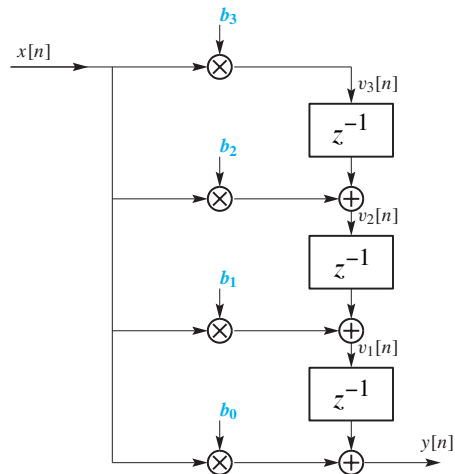 b₃
x[n]
v₃[n]
z⁻¹
b₂
v₂[n]
z⁻¹
b₁
v₁[n]
z⁻¹
b₀
y[n]